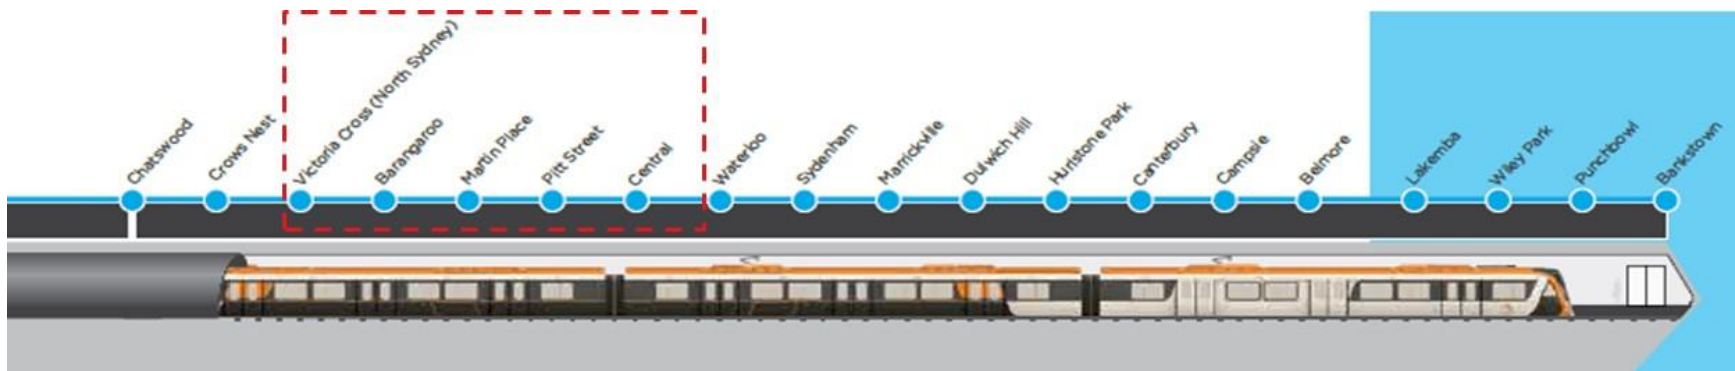 Chatswood
Crows Nest
Victoria Cross (North Sydney)
Barangaroo
Martin Place
Pitt Street
Central
Waterloo
Sydenham
Marrickville
Dulwich Hill
Hurlstone Park
Canterbury
Campsie
Belmore
Lakemba
Wiley Park
Punchbowl
Bankstown